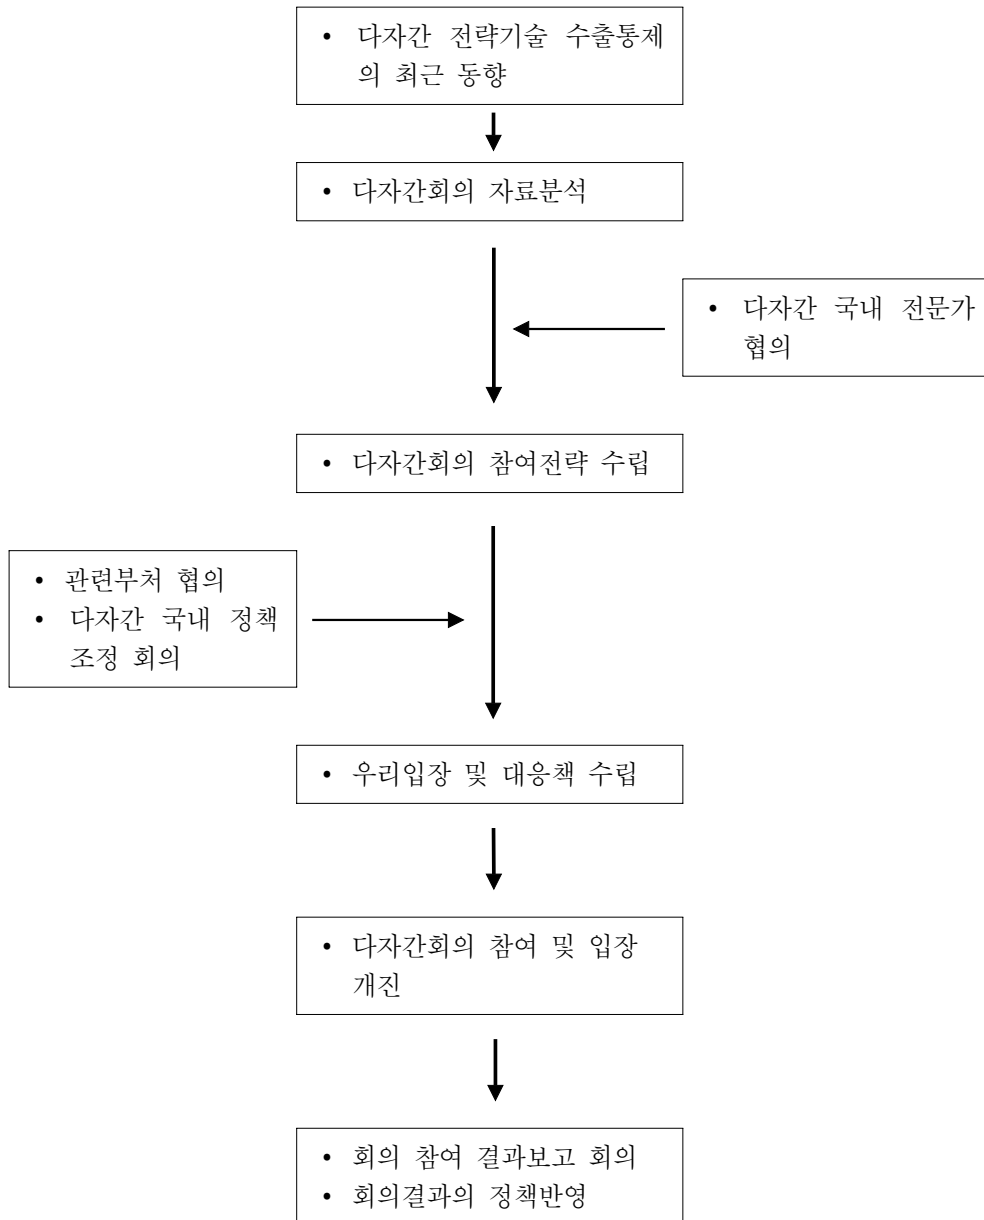 • 다자간 전략기술 수출통제
의 최근 동향
• 다자간회의 자료분석
• 다자간 국내 전문가
협의
• 다자간회의 참여전략 수립
• 관련부처 협의
• 다자간 국내 정책
조정 회의
• 우리입장 및 대응책 수립
• 다자간회의 참여 및 입장
개진
• 회의 참여 결과보고 회의
• 회의결과의 정책반영